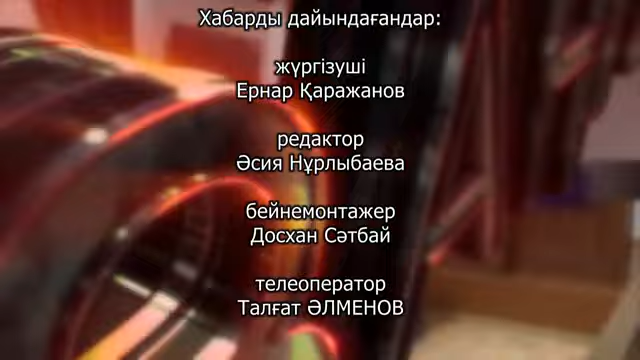 Хабарды дайындағандар:
жүргізуші
Ернар Қаражанов
редактор
Әсия Нұрлыбаева
бейнемонтажер
Досхан Сәтбай
телеоператор
Талғат ӘЛМЕНОВ